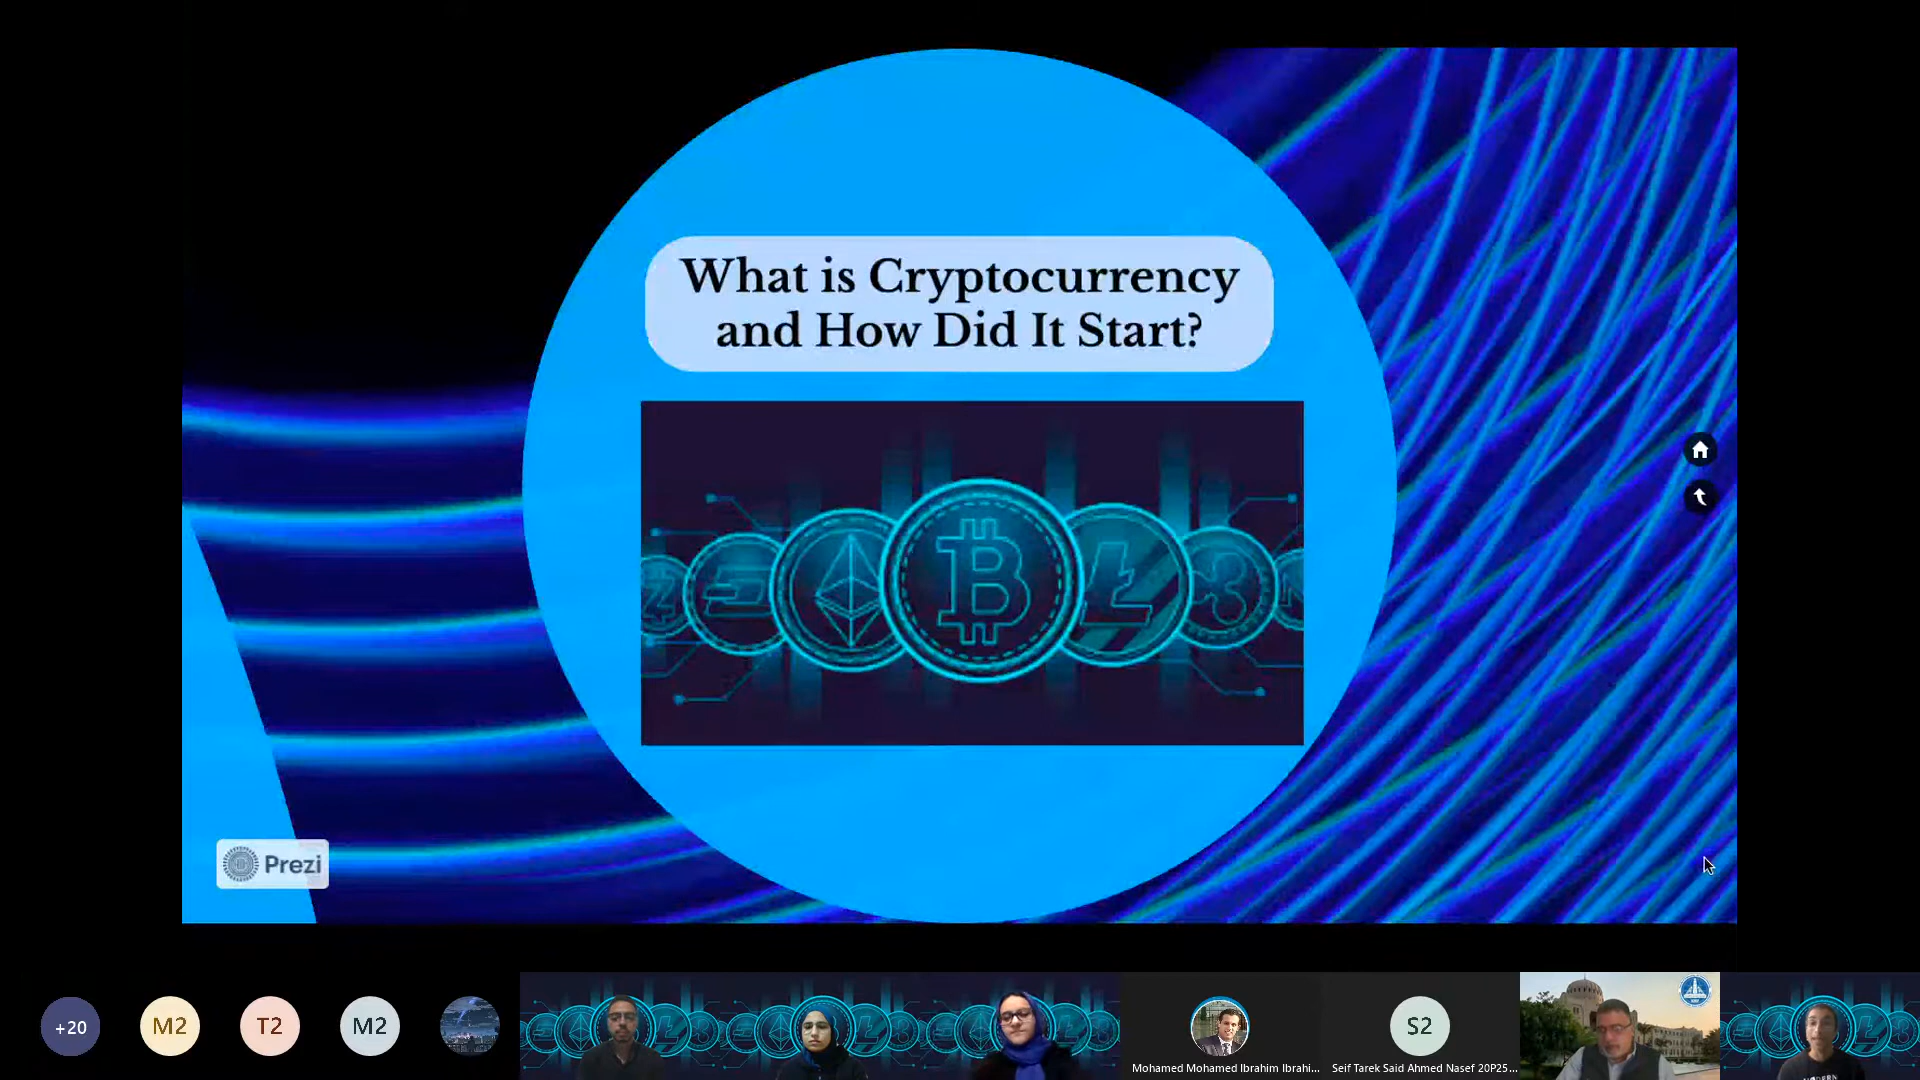 What is Cryptocurrency
and How Did It Start?
Prezi
+20
M2
T2
M2
Mohamed Mohamed Ibrahim Ibrahi...
S2
Seif Tarek Said Ahmed Nasef 20P25...